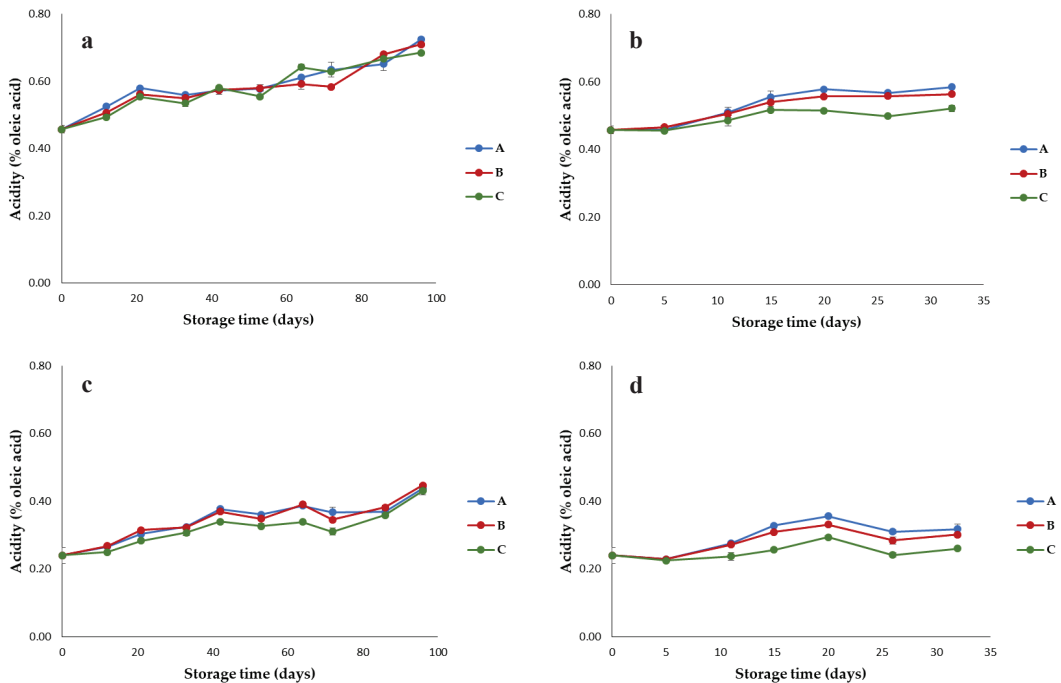 a
Acidity (% oleic acid)
0.80
0.60
0.40
0.20
0.00
0 20 40 60 80 100
Storage time (days)
A
B
C
b
Acidity (% oleic acid)
0.80
0.60
0.40
0.20
0.00
0 5 10 15 20 25 30 35
Storage time (days)
A
B
C
c
Acidity (% oleic acid)
0.80
0.60
0.40
0.20
0.00
0 20 40 60 80 100
Storage time (days)
A
B
C
d
Acidity (% oleic acid)
0.80
0.60
0.40
0.20
0.00
0 5 10 15 20 25 30 35
Storage time (days)
A
B
C